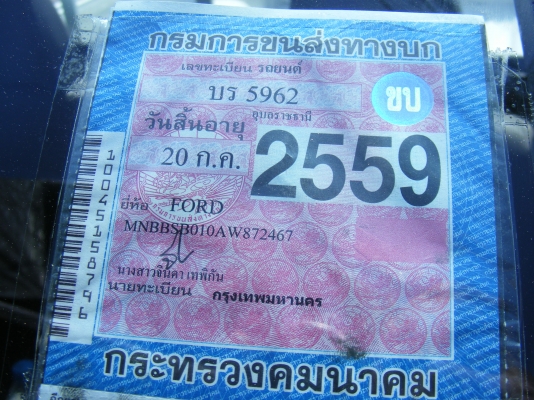 กรมการขนส่งทางบก
เลขทะเบียน รถยนต์
บร 5962
ขบ
อุบลราชธานี
วันสิ้นอายุ
20 ก.ค.
2559
ยี่ห้อ FORD
MNBBSB010AW872467
นายทะเบียน กรุงเทพมหานคร
กระทรวงคมนาคม
1004515879​6